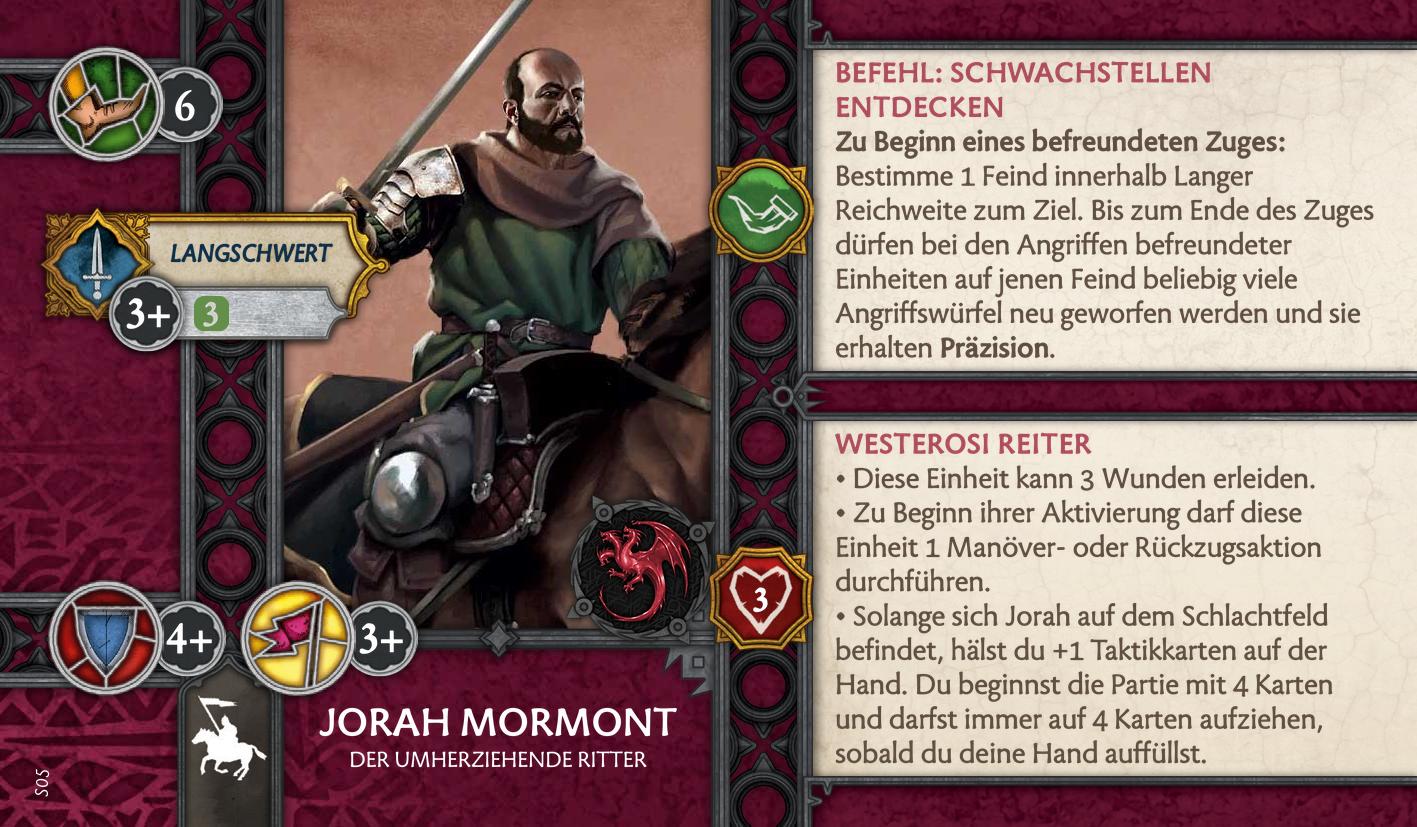 6
LANGSCHWERT
3+ 3
4+ 3+
JORAH MORMONT
DER UMHERZIEHENDE RITTER
S05
BEFEHL: SCHWACHSTELLEN
ENTDECKEN
Zu Beginn eines befreundeten Zuges:
Bestimme 1 Feind innerhalb Langer
Reichweite zum Ziel. Bis zum Ende des Zuges
dürfen bei den Angriffen befreundeter
Einheiten auf jenen Feind beliebig viele
Angriffswürfel neu geworfen werden und sie
erhalten Präzision.
3
WESTEROSI REITER
• Diese Einheit kann 3 Wunden erleiden.
• Zu Beginn ihrer Aktivierung darf diese
Einheit 1 Manöver- oder Rückzugsaktion
durchführen.
• Solange sich Jorah auf dem Schlachtfeld
befindet, hälst du +1 Taktikkarten auf der
Hand. Du beginnst die Partie mit 4 Karten
und darfst immer auf 4 Karten aufziehen,
sobald du deine Hand auffüllst.